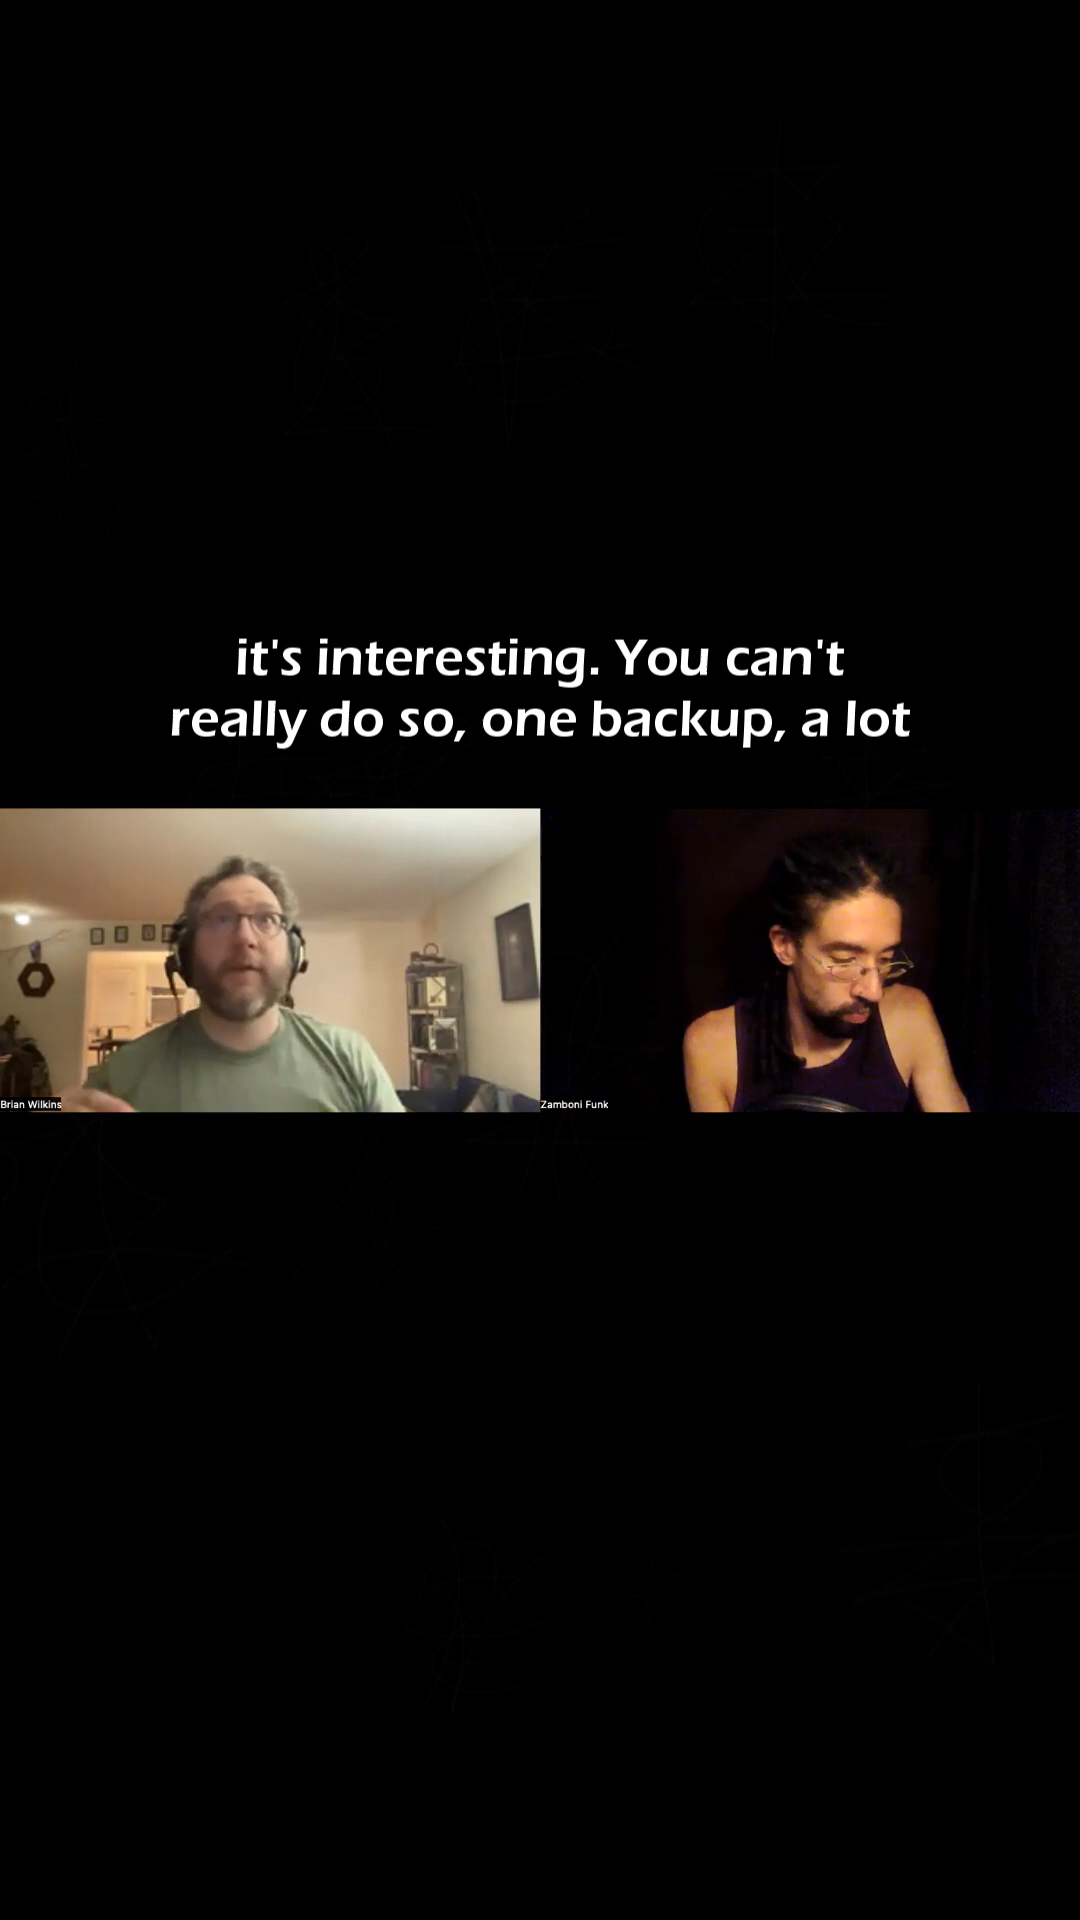 it's interesting. You can't
really do so, one backup, a lot
Brian Wilkins
Zamboni Funk